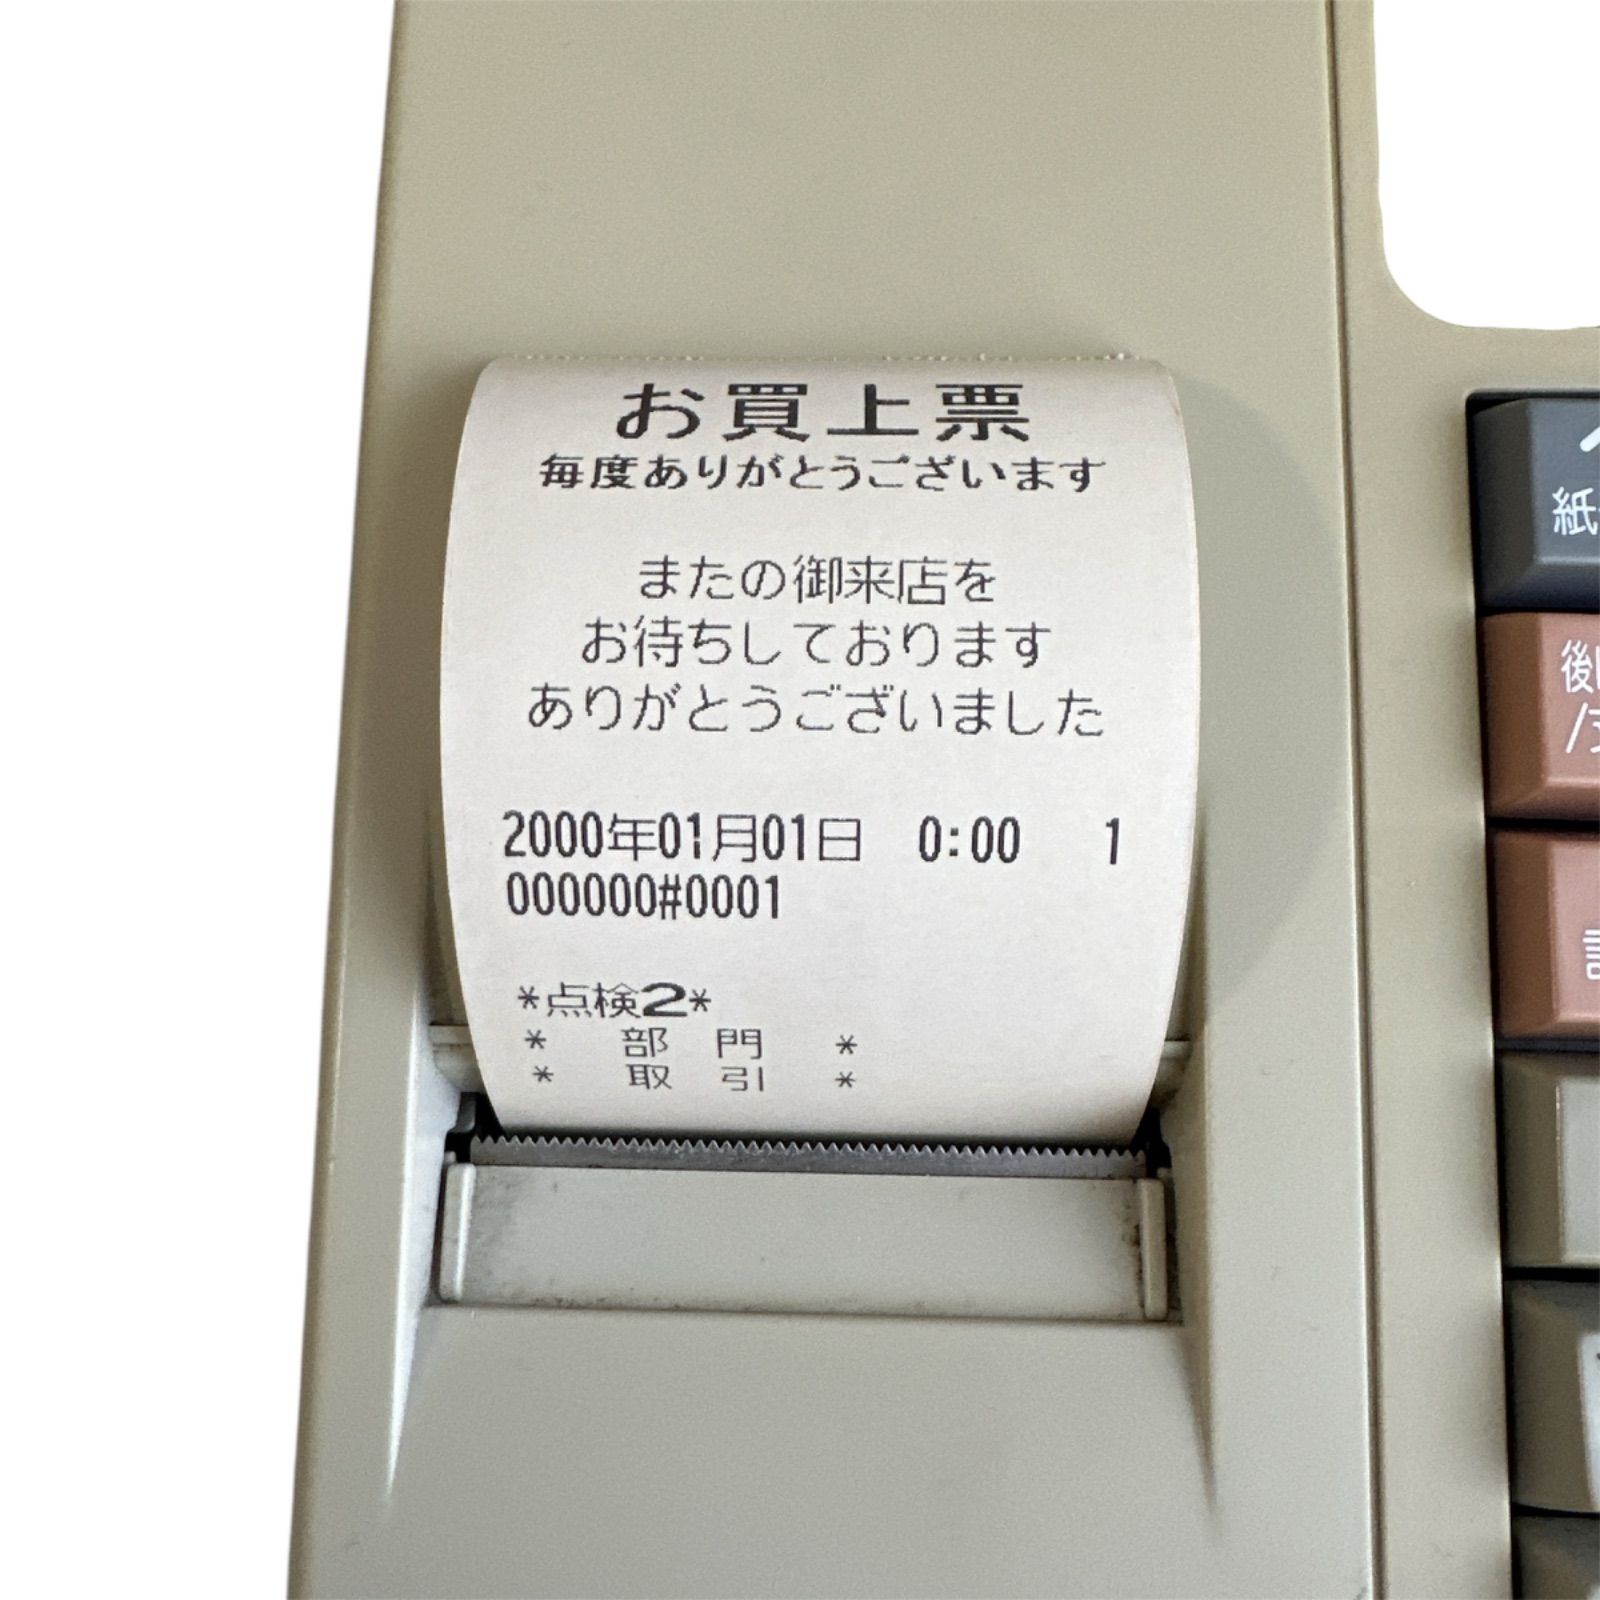 お買上票
毎度ありがとうございます
またの御来店を
お待ちしております
ありがとうございました
2000年01月01日 0:00 1
000000#0001
*点検2*
* 部 門 *
* 取 引 *
紙
後